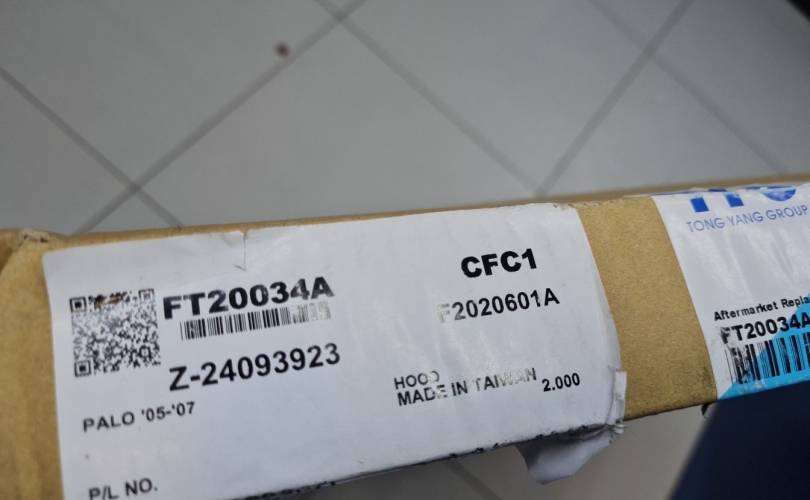 FT20034A
Z-24093923
PALO '05-'07
P/L NO.
CFC1
F2020601A
HOOD
MADE IN TAIWAN 2.000
TONG YANG GROUP
Aftermarket
FT20034A